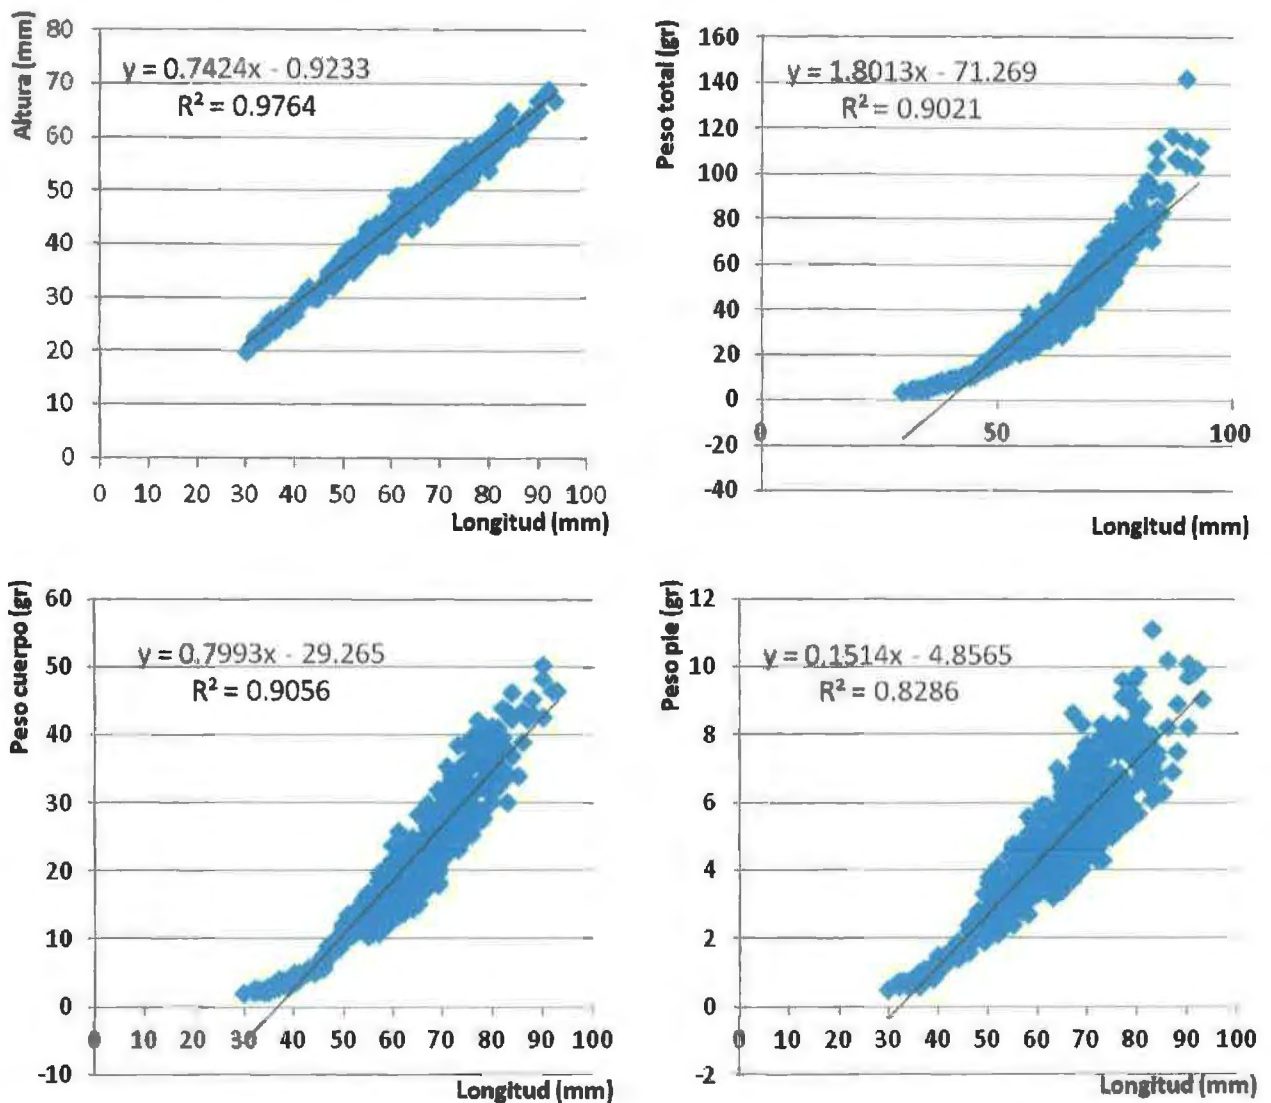 Altura (mm)
80
70
60
50
40
30
20
10
0
y = 0.7424x - 0.9233
R² = 0.9764
0 10 20 30 40 50 60 70 80 90 100
Longitud (mm)
Peso total (gr)
160
140
120
100
80
60
40
20
0
-20
-40
y = 1.8013x - 71.269
R² = 0.9021
0 50 100
Longitud (mm)
Peso cuerpo (gr)
60
50
40
30
20
10
0
-10
y = 0.7993x - 29.265
R² = 0.9056
0 10 20 30 40 50 60 70 80 90 100
Longitud (mm)
Peso pie (gr)
12
10
8
6
4
2
0
-2
y = 0.1514x - 4.8565
R² = 0.8286
0 10 20 30 40 50 60 70 80 90 100
Longitud (mm)